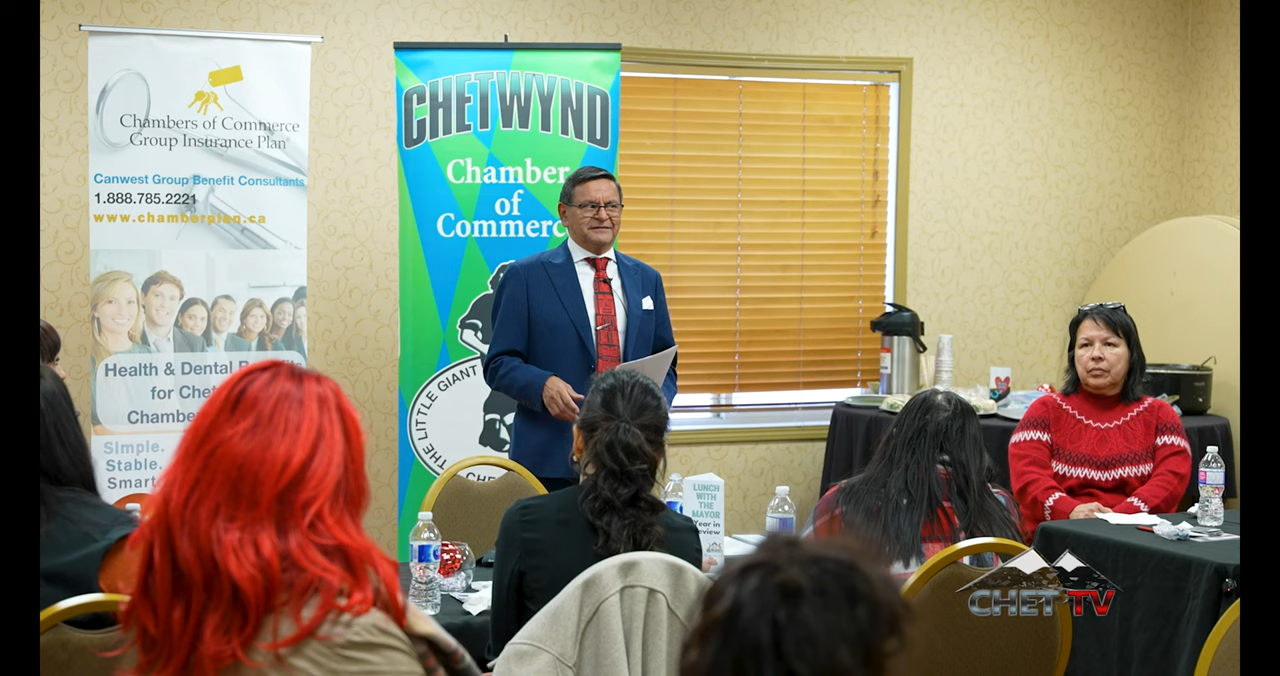 Chambers of Commerce
Group Insurance Plan
Canwest Group Benefit Consultants
1.888.785.2221
www.chamberplan.ca
Health & Dental
for
Chambe
Simple.
Stable.
Smart
CHETWYND
Chamber
of
Commerc
THE LITTLE GIANT
CHE
LUNCH
WITH THE
MAYOR
Year in
Review
CHET TV